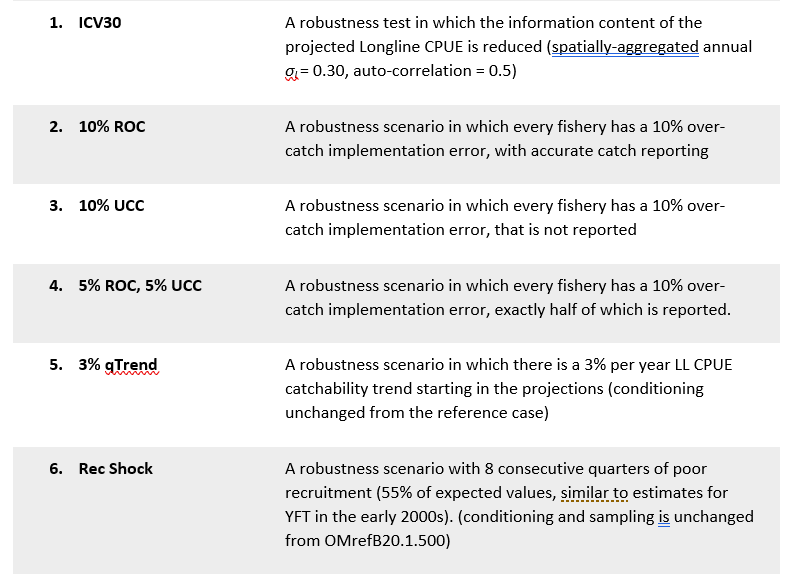 1. ICV30 A robustness test in which the information content of the
projected Longline CPUE is reduced (spatially-aggregated annual
σI= 0.30, auto-correlation = 0.5)
2. 10% ROC A robustness scenario in which every fishery has a 10% over-
catch implementation error, with accurate catch reporting
3. 10% UCC A robustness scenario in which every fishery has a 10% over-
catch implementation error, that is not reported
4. 5% ROC, 5% UCC A robustness scenario in which every fishery has a 10% over-
catch implementation error, exactly half of which is reported.
5. 3% qTrend A robustness scenario in which there is a 3% per year LL CPUE
catchability trend starting in the projections (conditioning
unchanged from the reference case)
6. Rec Shock A robustness scenario with 8 consecutive quarters of poor
recruitment (55% of expected values, similar to estimates for
YFT in the early 2000s). (conditioning and sampling is unchanged
from OMrefB20.1.500)